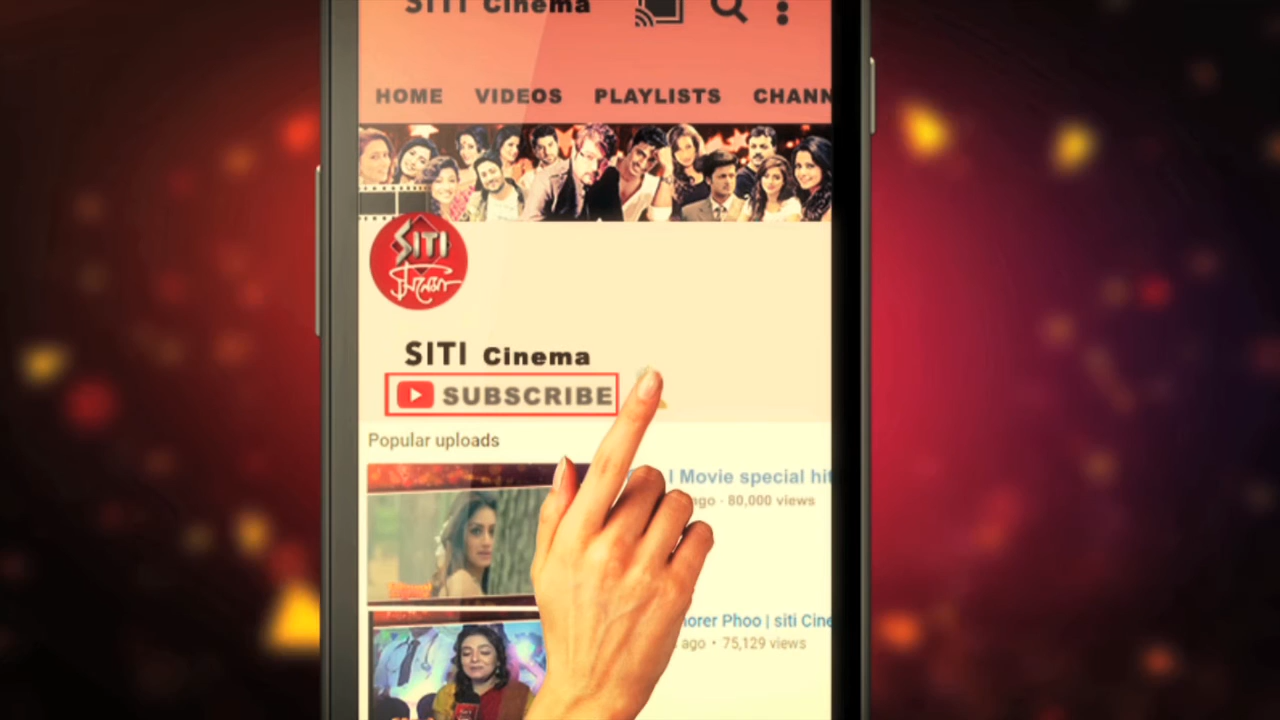 SITI Cinema
HOME VIDEOS PLAYLISTS CHANN
SITI
সিনেমা
SITI Cinema
SUBSCRIBE
Popular uploads
l Movie special hit
ago · 80,000 views
orer Phoo | siti Cine
ago • 75,129 views